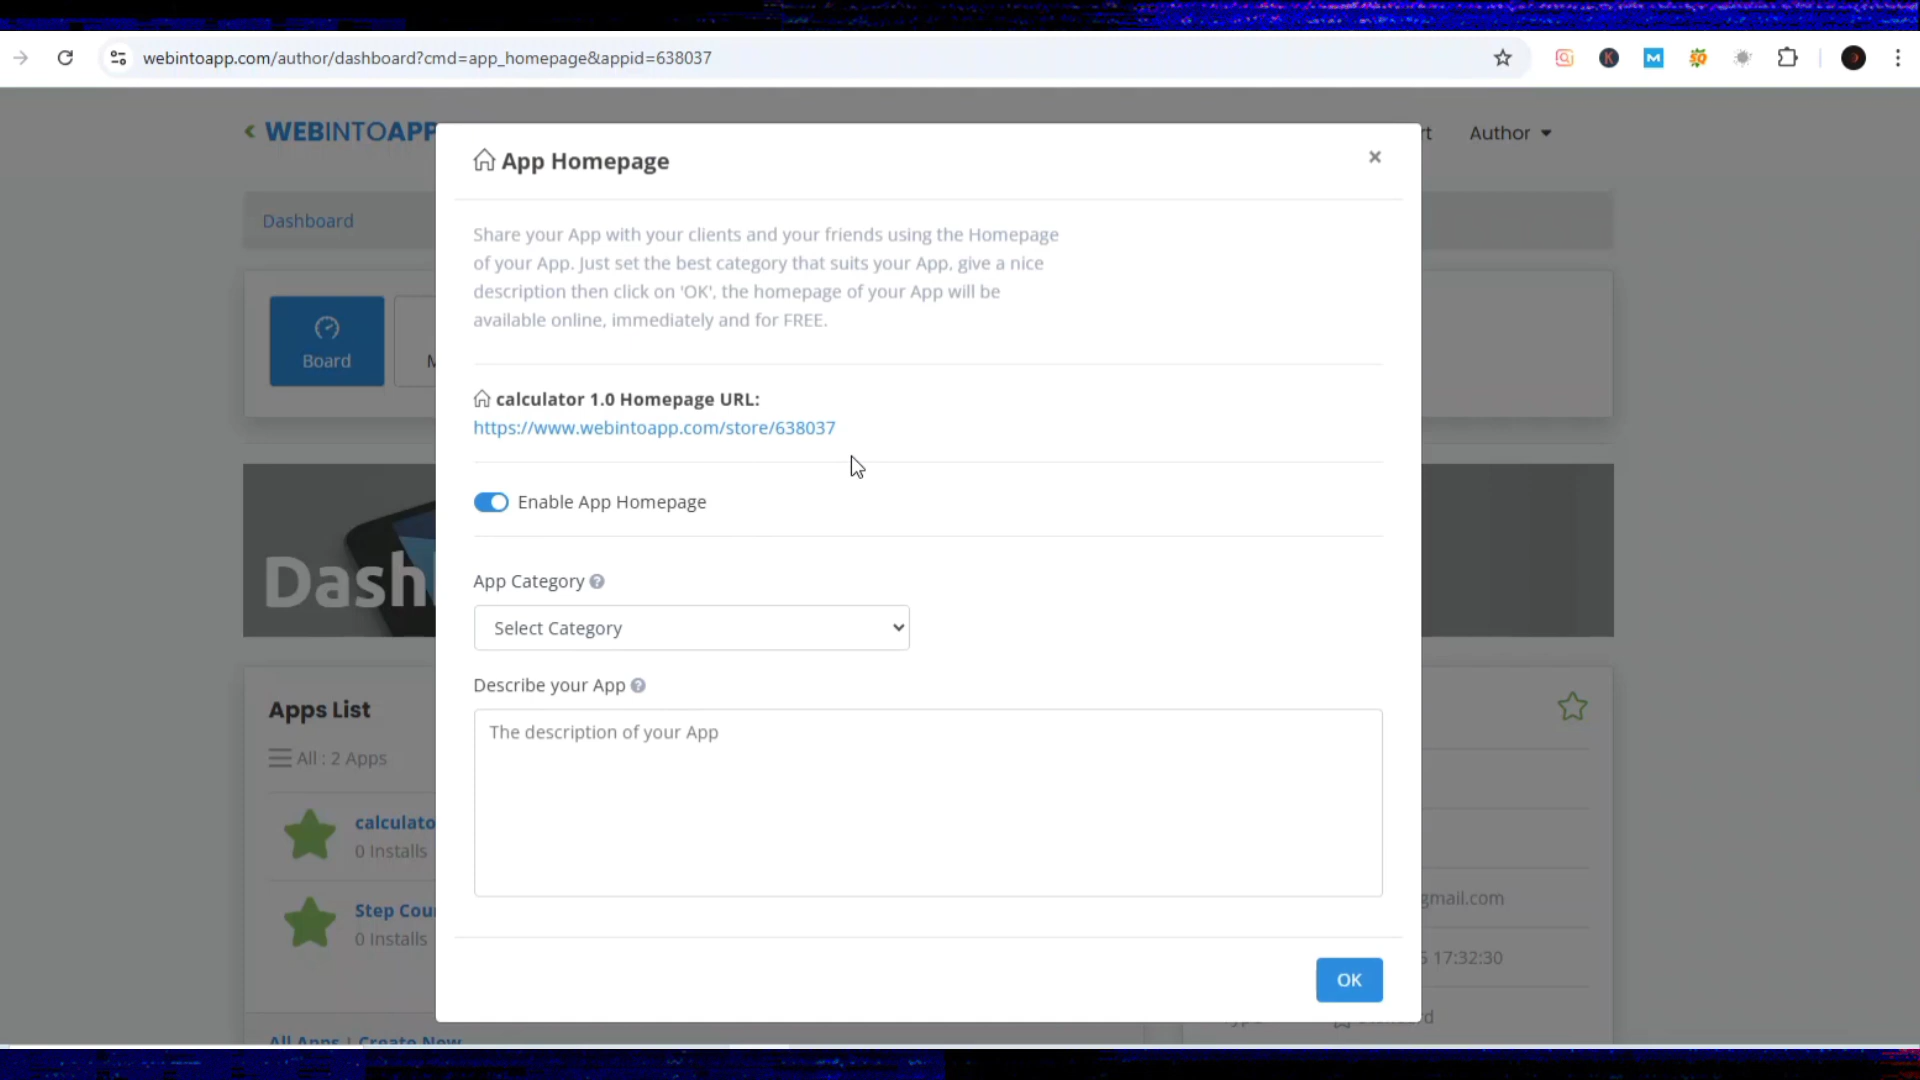 webintoapp.com/author/dashboard?cmd=app_homepage&appid=638037
WEBINTOAPP
Author
App Homepage
×
Dashboard
Share your App with your clients and your friends using the Homepage
of your App. Just set the best category that suits your App, give a nice
description then click on 'OK', the homepage of your App will be
available online, immediately and for FREE.
Board
calculator 1.0 Homepage URL:
https://www.webintoapp.com/store/638037
Enable App Homepage
Dash
App Category
Select Category
Describe your App
The description of your App
Apps List
All : 2 Apps
calculato
0 Installs
Step Cou
0 Installs
gmail.com
17:32:30
OK
All Apps | Create New